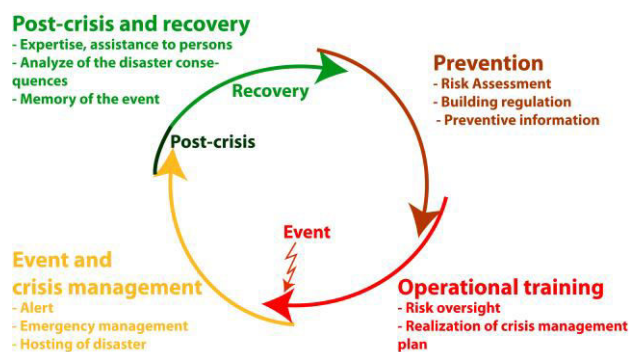 Post-crisis and recovery
- Expertise, assistance to persons
- Analyze of the disaster conse-
quences
- Memory of the event
Recovery
Post-crisis
Prevention
- Risk Assessment
- Building regulation
- Preventive information
Event
Event and
crisis management
- Alert
- Emergency management
- Hosting of disaster
Operational training
- Risk oversight
- Realization of crisis management
plan